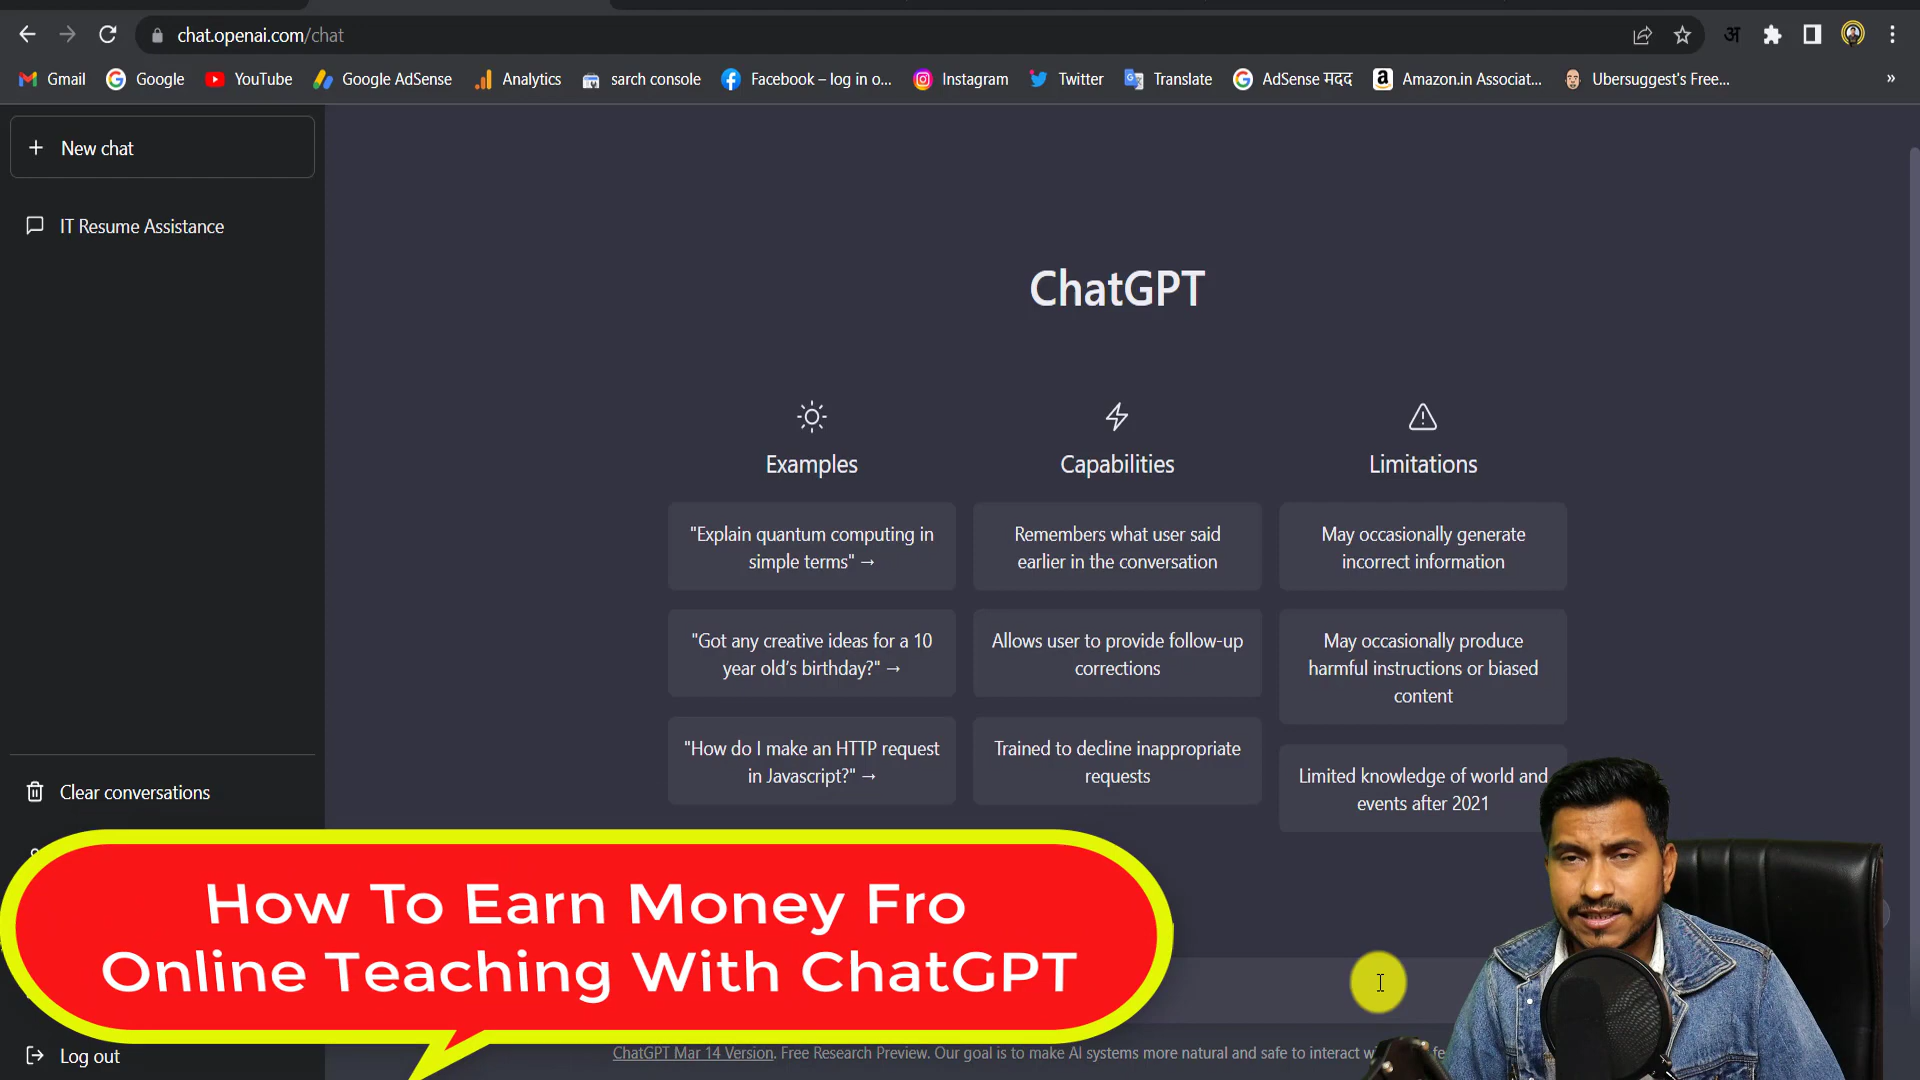 chat.openai.com/chat
अ
Gmail
Google
YouTube
Google AdSense
Analytics
sarch console
Facebook – log in o...
Instagram
Twitter
Translate
AdSense मदद
Amazon.in Associat...
Ubersuggest's Free...
»
New chat
IT Resume Assistance
ChatGPT
Examples
Capabilities
Limitations
"Explain quantum computing in
simple terms" →
Remembers what user said
earlier in the conversation
May occasionally generate
incorrect information
"Got any creative ideas for a 10
year old's birthday?" →
Allows user to provide follow-up
corrections
May occasionally produce
harmful instructions or biased
content
"How do I make an HTTP request
in Javascript?" →
Trained to decline inappropriate
requests
Limited knowledge of world and
events after 2021
Clear conversations
How To Earn Money Fro
Online Teaching With ChatGPT
Log out
ChatGPT Mar 14 Version. Free Research Preview. Our goal is to make AI systems more natural and safe to interact